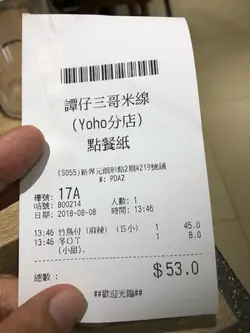 譚仔三哥米線
(Yoho分店)
點餐紙
(S055)新界元朗形點2期A219號舖
#: PDA2
檯號: 17A
咭號: B00214 人數: 1
日期: 2018-08-08 時間: 13:46
13:46 竹鳥付 (麻辣) (5小) 1 45.0
13:46 冬OT 1 8.0
(小甜).
總數: $53.0
##歡迎光臨##